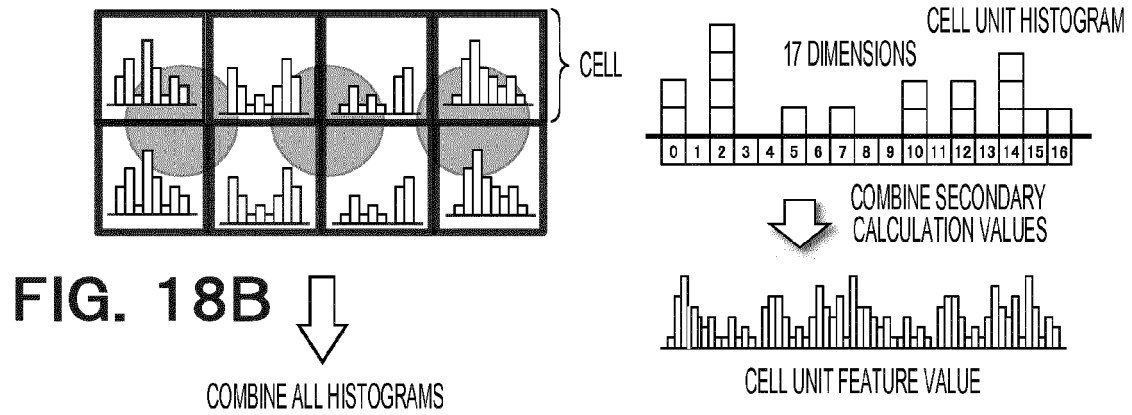 CELL
FIG. 18B
COMBINE ALL HISTOGRAMS
CELL UNIT HISTOGRAM
17 DIMENSIONS
0 1 2 3 4 5 6 7 8 9 10 11 12 13 14 15 16
COMBINE SECONDARY
CALCULATION VALUES
CELL UNIT FEATURE VALUE